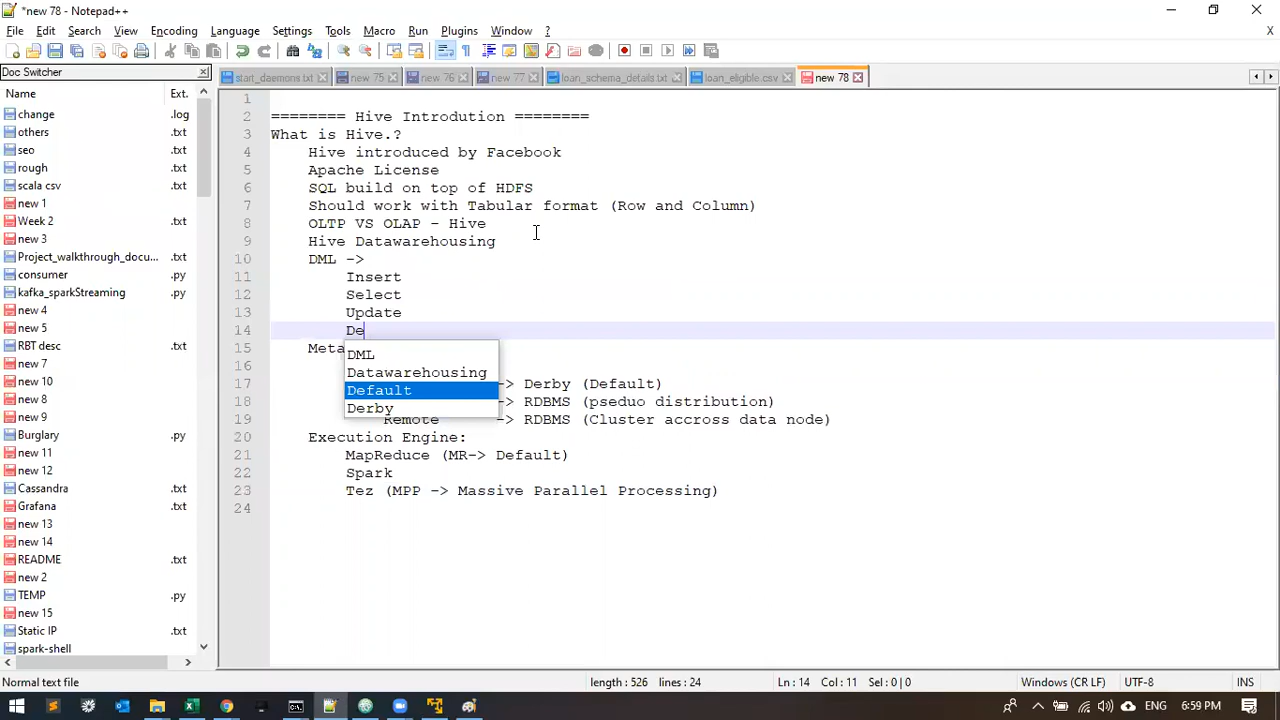 *new 78 - Notepad++
File Edit Search View Encoding Language Settings Tools Macro Run Plugins Window ? X
Doc Switcher
start_daemons.txt new 75 new 76 new 77 loan_schema_details.txt loan_eligible.csv new 78
Name Ext.
change .log
others .txt
seo .txt
rough .txt
scala csv .txt
new 1
Week 2 .txt
new 3
Project_walkthrough_docu... .txt
consumer .py
kafka_sparkStreaming .py
new 4
new 5
RBT desc .txt
new 7
new 10
new 8
new 9
Burglary .txt
new 11
new 12
Cassandra .txt
Grafana .txt
new 13
new 14
README .txt
new 2
TEMP .py
new 15
Static IP .txt
spark-shell .txt
1
2 ======== Hive Introdution ========
3 What is Hive.?
4 Hive introduced by Facebook
5 Apache License
6 SQL build on top of HDFS
7 Should work with Tabular format (Row and Column)
8 OLTP VS OLAP - Hive
9 Hive Datawarehousing
10 DML ->
11 Insert
12 Select
13 Update
14 De
15 Meta
16
17 -> Derby (Default)
18 -> RDBMS (pseduo distribution)
19 Remote -> RDBMS (Cluster accross data node)
20 Execution Engine:
21 MapReduce (MR-> Default)
22 Spark
23 Tez (MPP -> Massive Parallel Processing)
24
DML
Datawarehousing
Default
Derby
Normal text file length : 526 lines : 24 Ln : 14 Col : 11 Sel : 0 | 0 Windows (CR LF) UTF-8 INS
ENG 6:59 PM